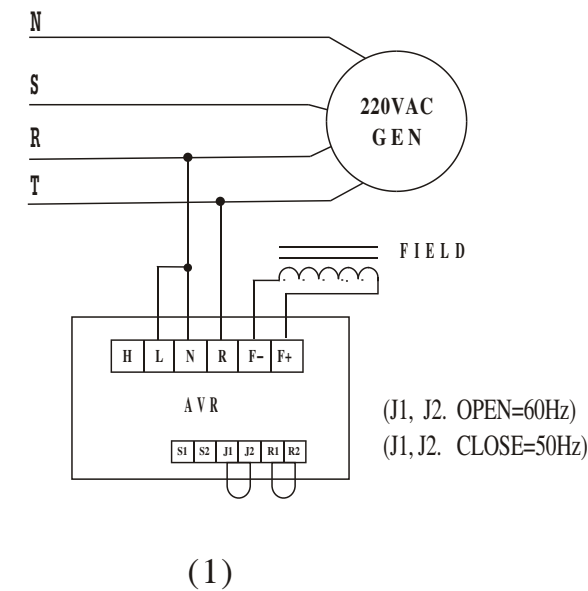 N
S
R
T
220VAC
GEN
FIELD
H L N R F- F+
AVR
S1 S2 J1 J2 R1 R2
(J1, J2. OPEN=60Hz)
(J1, J2. CLOSE=50Hz)
(1)